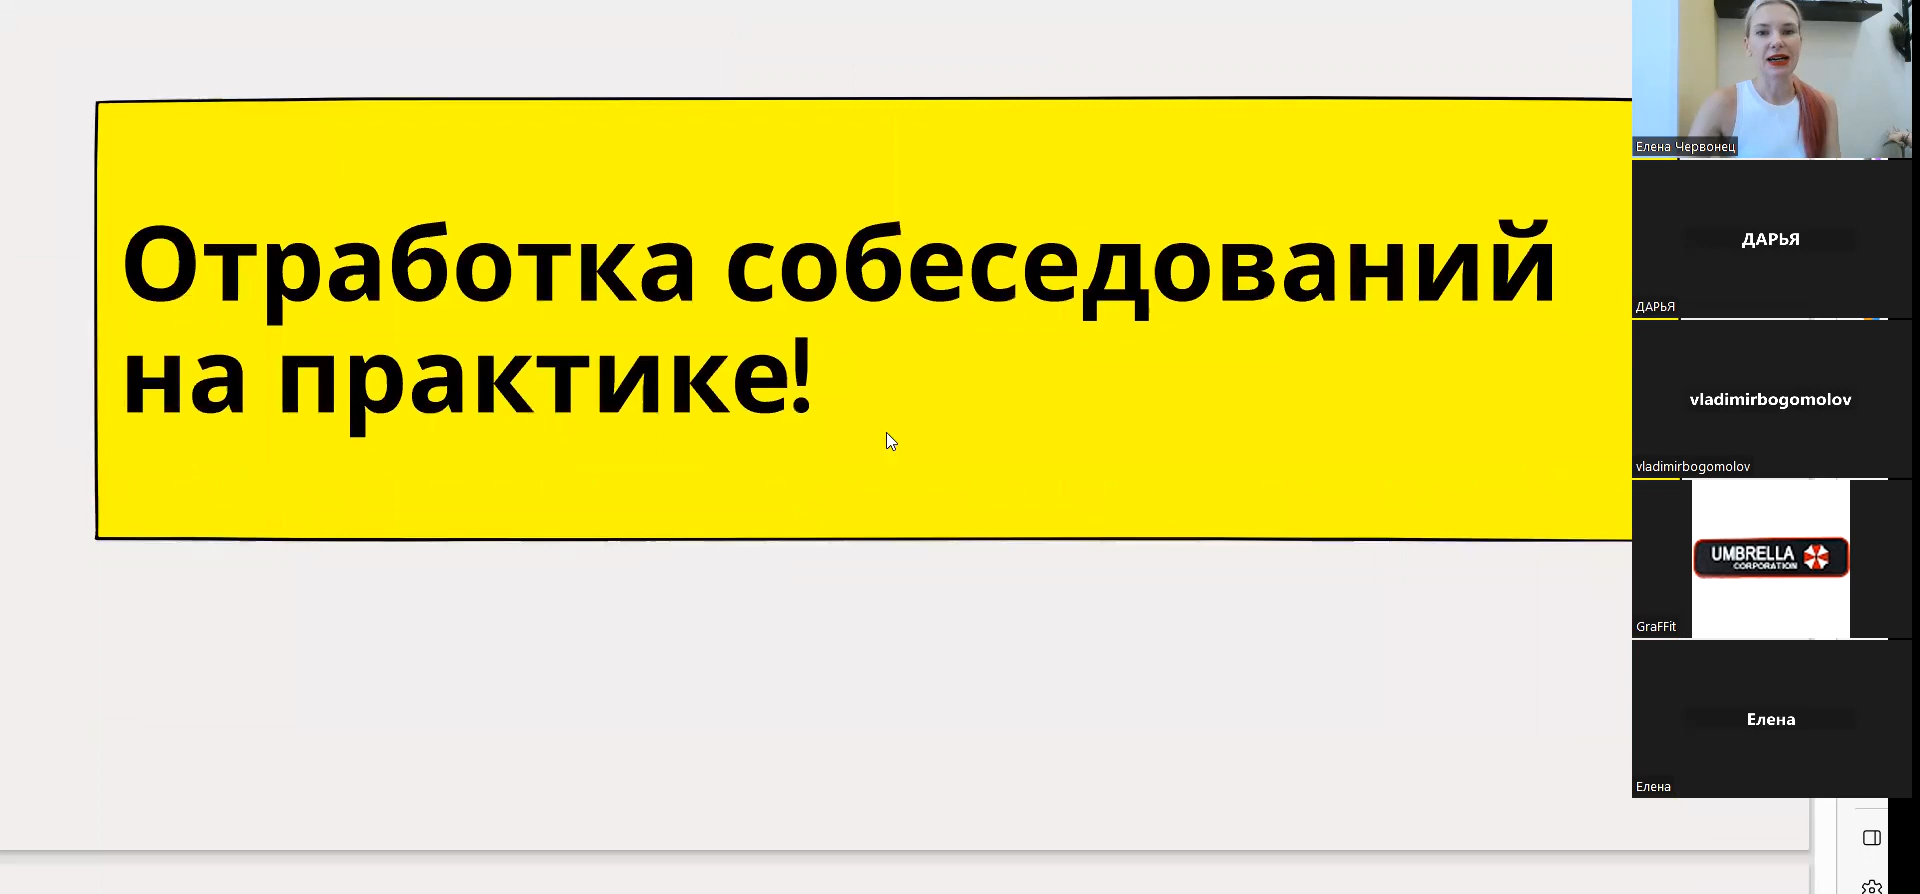 Отработка собеседований
на практике!
Елена Червонец
ДАРЬЯ
ДАРЬЯ
vladimirbogomolov
vladimirbogomolov
UMBRELLA
CORPORATION
GraFFit
Елена
Елена